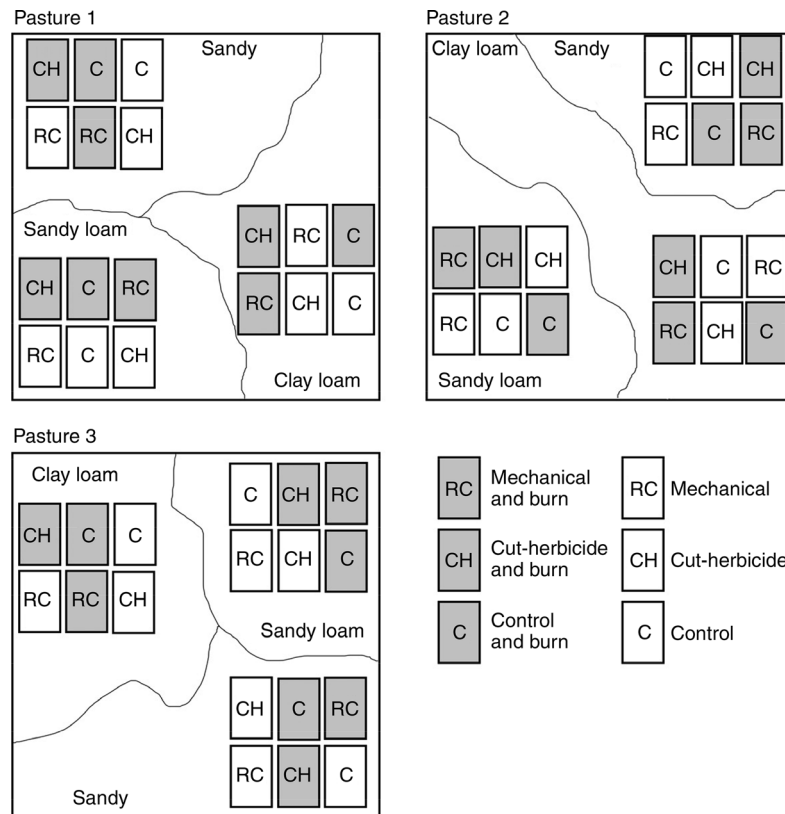 Pasture 1
Sandy
CH C C
RC RC CH
Sandy loam
CH RC C
CH C RC
RC CH C
RC C CH
Clay loam
Pasture 2
Clay loam Sandy
C CH CH
RC C RC
RC CH CH
CH C RC
RC C C
RC CH C
Sandy loam
Pasture 3
Clay loam
C CH RC
CH C C
RC CH C
RC RC CH
Sandy loam
CH C RC
RC CH C
Sandy
RC Mechanical and burn
RC Mechanical
CH Cut-herbicide and burn
CH Cut-herbicide
C Control and burn
C Control